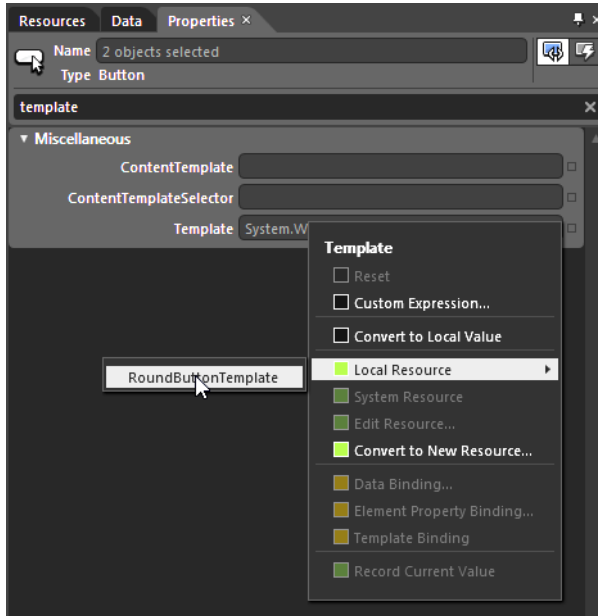 Resources Data Properties ×
Name 2 objects selected
Type Button
template
Miscellaneous
ContentTemplate
ContentTemplateSelector
Template System.W
Template
Reset
Custom Expression...
Convert to Local Value
Local Resource
RoundButtonTemplate
System Resource
Edit Resource...
Convert to New Resource...
Data Binding...
Element Property Binding...
Template Binding
Record Current Value